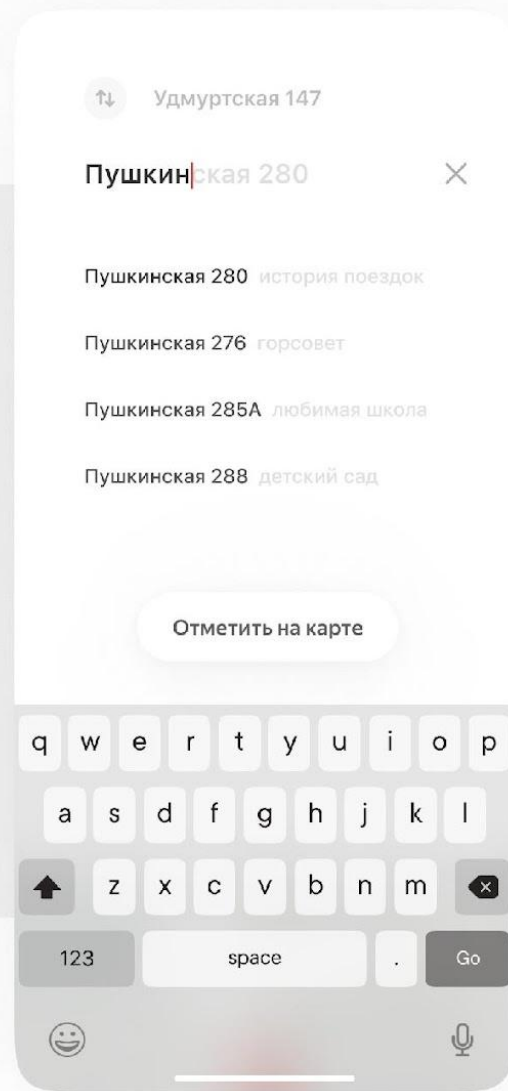 Удмуртская 147
Пушкинская 280
Пушкинская 280 история поездок
Пушкинская 276 горсовет
Пушкинская 285А любимая школа
Пушкинская 288 детский сад
Отметить на карте
q w e r t y u i o p
a s d f g h j k l
z x c v b n m
123 space . Go